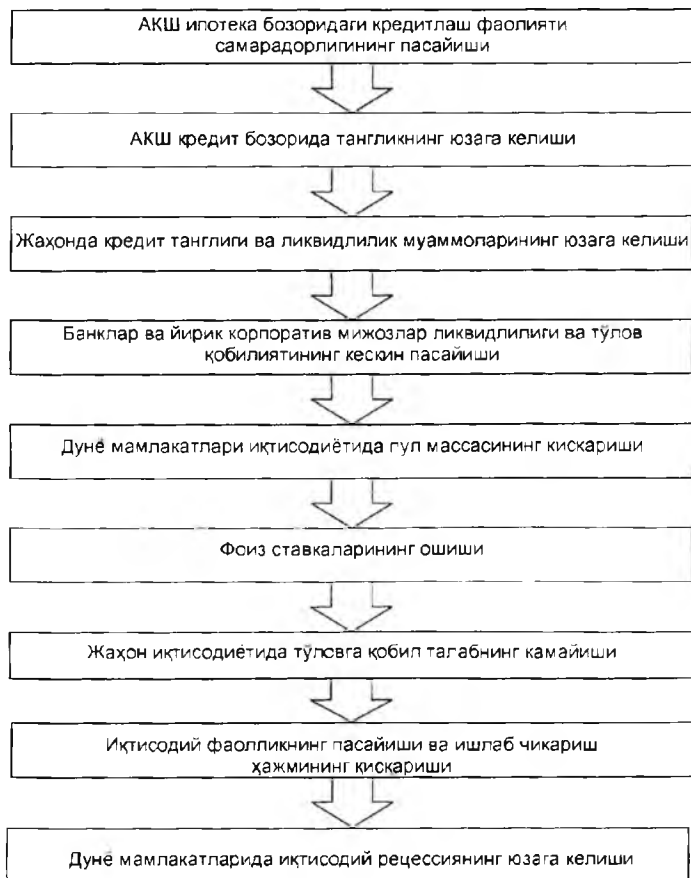 АКШ ипотека бозоридаги кредитлаш фаолияти
самарадорлигининг пасайиши
АКШ кредит бозорида тангликнинг юзага келиши
Жаҳонда кредит танглиги ва ликвидлилик муаммоларининг юзага келиши
Банклар ва йирик корпоратив мижозлар ликвидлилиги ва тўлов
қобилиятининг кескин пасайиши
Дунё мамлакатлари иқтисодиётида пул массасининг кискариши
Фоиз ставкаларининг ошиши
Жаҳон иқтисодиётида тўловга қобил талабнинг камайиши
Иқтисодий фаолликнинг пасайиши ва ишлаб чикариш
ҳажмининг кискариши
Дунё мамлакатларида иқтисодий рецессиянинг юзага келиши